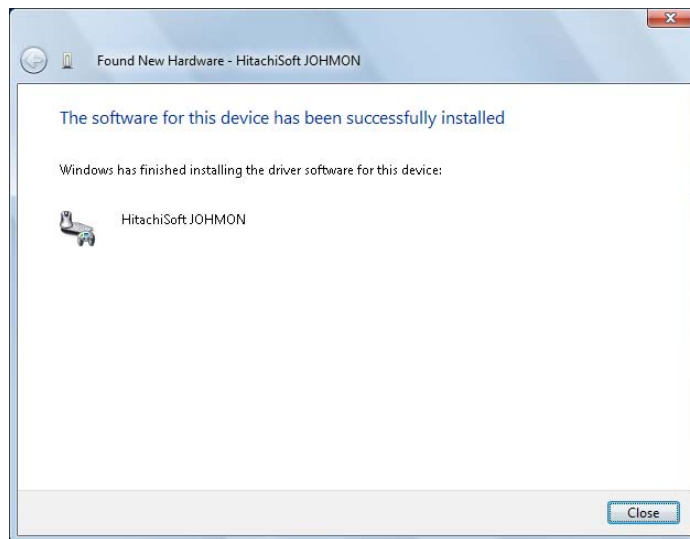 Found New Hardware - HitachiSoft JOHMON
The software for this device has been successfully installed
Windows has finished installing the driver software for this device:
HitachiSoft JOHMON
Close